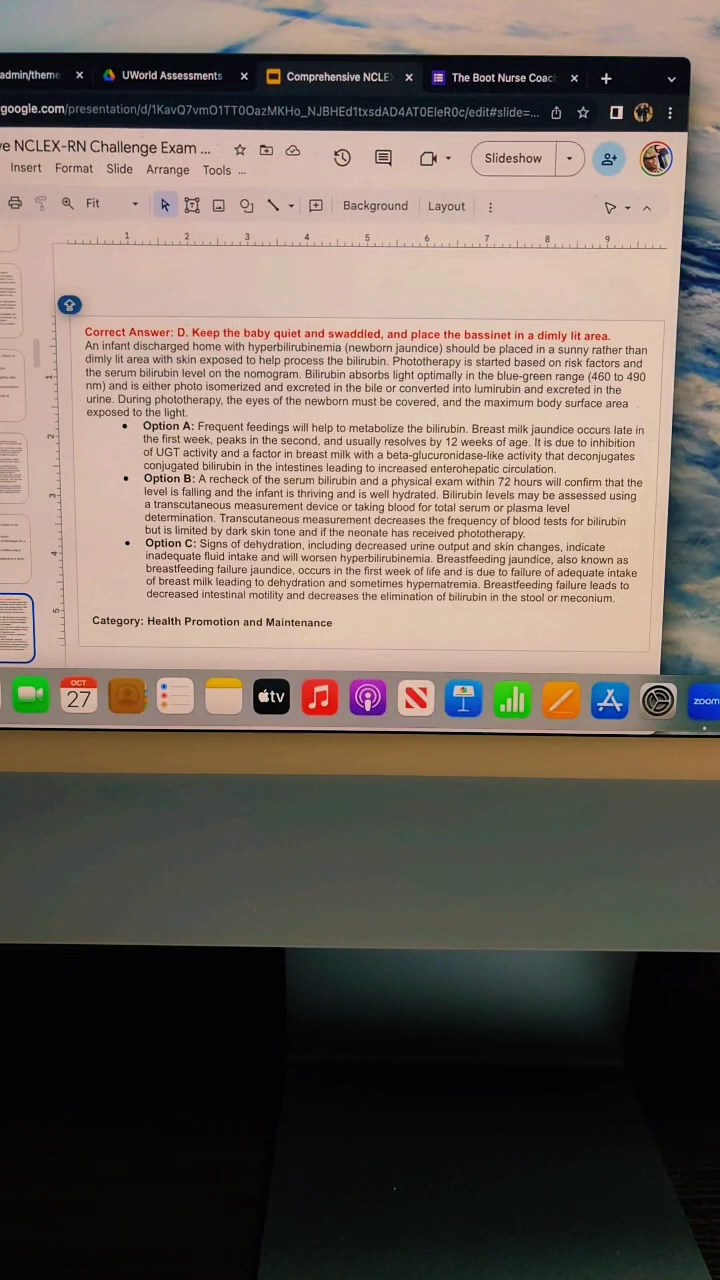 admin/theme
UWorld Assessments
Comprehensive NCLE
The Boot Nurse Coac
google.com/presentation/d/1KavQ7vmO1TT0OazMKHo_NJBHEd1txsdAD4AT0EleR0c/edit#slide=...
ve NCLEX-RN Challenge Exam ...
Slideshow
Insert Format Slide Arrange Tools ...
Fit
Background Layout
1 2 3 4 5 6 7 8 9
Correct Answer: D. Keep the baby quiet and swaddled, and place the bassinet in a dimly lit area.
An infant discharged home with hyperbilirubinemia (newborn jaundice) should be placed in a sunny rather than
dimly lit area with skin exposed to help process the bilirubin. Phototherapy is started based on risk factors and
the serum bilirubin level on the nomogram. Bilirubin absorbs light optimally in the blue-green range (460 to 490
nm) and is either photo isomerized and excreted in the bile or converted into lumirubin and excreted in the
urine. During phototherapy, the eyes of the newborn must be covered, and the maximum body surface area
exposed to the light.
• Option A: Frequent feedings will help to metabolize the bilirubin. Breast milk jaundice occurs late in
the first week, peaks in the second, and usually resolves by 12 weeks of age. It is due to inhibition
of UGT activity and a factor in breast milk with a beta-glucuronidase-like activity that deconjugates
conjugated bilirubin in the intestines leading to increased enterohepatic circulation.
• Option B: A recheck of the serum bilirubin and a physical exam within 72 hours will confirm that the
level is falling and the infant is thriving and is well hydrated. Bilirubin levels may be assessed using
a transcutaneous measurement device or taking blood for total serum or plasma level
determination. Transcutaneous measurement decreases the frequency of blood tests for bilirubin
but is limited by dark skin tone and if the neonate has received phototherapy.
• Option C: Signs of dehydration, including decreased urine output and skin changes, indicate
inadequate fluid intake and will worsen hyperbilirubinemia. Breastfeeding jaundice, also known as
breastfeeding failure jaundice, occurs in the first week of life and is due to failure of adequate intake
of breast milk leading to dehydration and sometimes hypernatremia. Breastfeeding failure leads to
decreased intestinal motility and decreases the elimination of bilirubin in the stool or meconium.
Category: Health Promotion and Maintenance
1
2
3
4
5
OCT
27
tv
zoom